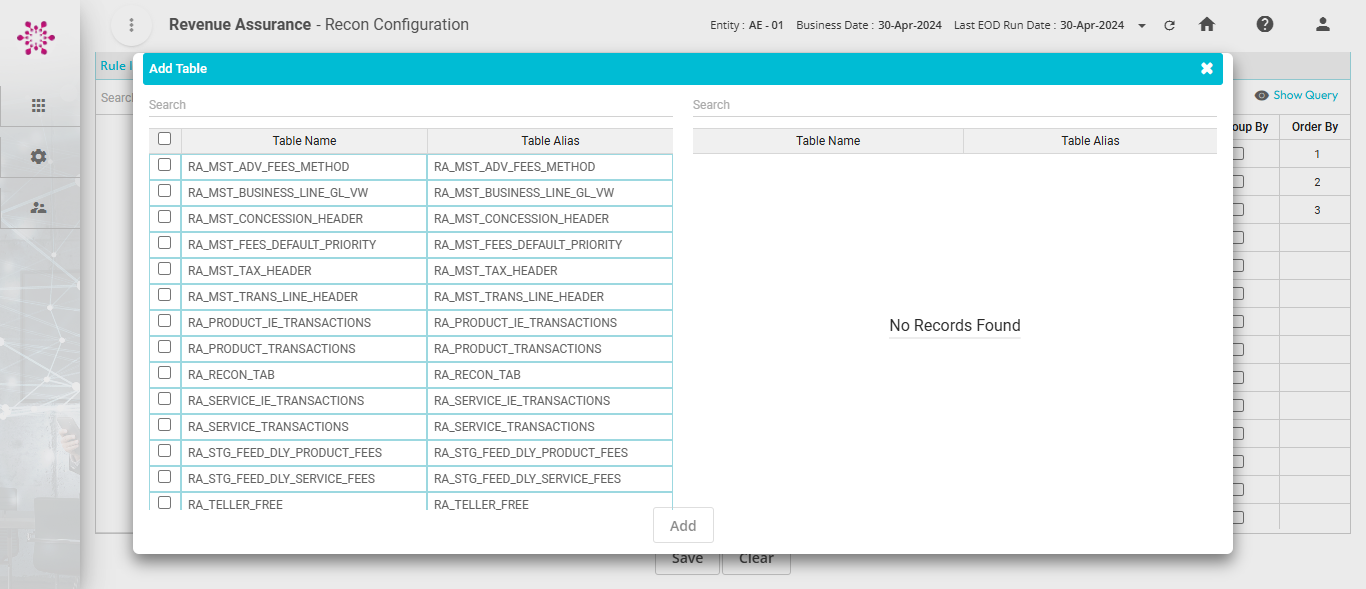 Revenue Assurance - Recon Configuration
Entity : AE - 01 Business Date : 30-Apr-2024 Last EOD Run Date : 30-Apr-2024
Rule
Add Table
Search
Search
Search
Show Query
Table Name Table Alias
Table Name Table Alias
oup By Order By
RA_MST_ADV_FEES_METHOD RA_MST_ADV_FEES_METHOD
1
RA_MST_BUSINESS_LINE_GL_VW RA_MST_BUSINESS_LINE_GL_VW
2
RA_MST_CONCESSION_HEADER RA_MST_CONCESSION_HEADER
3
RA_MST_FEES_DEFAULT_PRIORITY RA_MST_FEES_DEFAULT_PRIORITY
RA_MST_TAX_HEADER RA_MST_TAX_HEADER
RA_MST_TRANS_LINE_HEADER RA_MST_TRANS_LINE_HEADER
RA_PRODUCT_IE_TRANSACTIONS RA_PRODUCT_IE_TRANSACTIONS
No Records Found
RA_PRODUCT_TRANSACTIONS RA_PRODUCT_TRANSACTIONS
RA_RECON_TAB RA_RECON_TAB
RA_SERVICE_IE_TRANSACTIONS RA_SERVICE_IE_TRANSACTIONS
RA_SERVICE_TRANSACTIONS RA_SERVICE_TRANSACTIONS
RA_STG_FEED_DLY_PRODUCT_FEES RA_STG_FEED_DLY_PRODUCT_FEES
RA_STG_FEED_DLY_SERVICE_FEES RA_STG_FEED_DLY_SERVICE_FEES
RA_TELLER_FREE RA_TELLER_FREE
Add
Save Clear